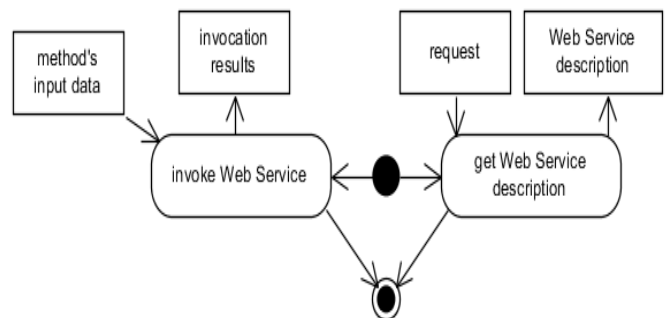 method's
input data
invocation
results
request
Web Service
description
invoke Web Service
get Web Service
description